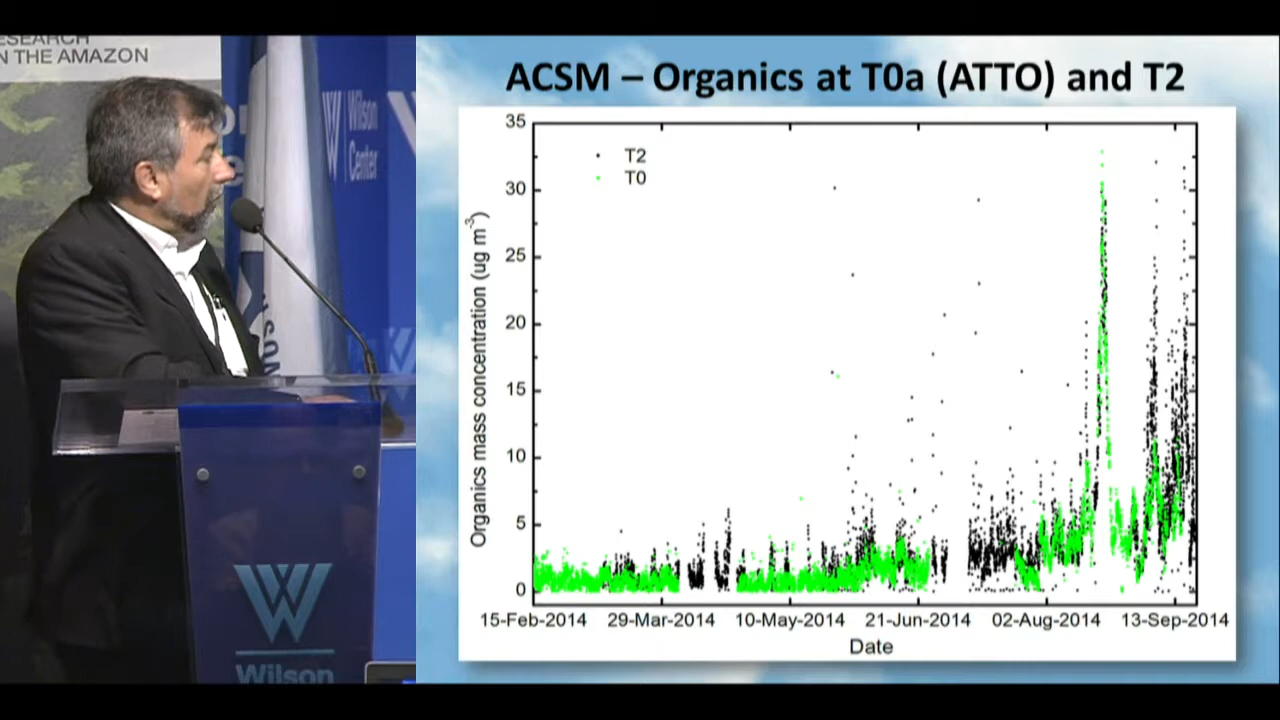 ESEARCH
N THE AMAZON
Wilson
Center
SON
Wilson
ACSM – Organics at T0a (ATTO) and T2
T2
T0
Organics mass concentration (ug m-3)
35
30
25
20
15
10
5
0
15-Feb-2014 29-Mar-2014 10-May-2014 21-Jun-2014 02-Aug-2014 13-Sep-2014
Date